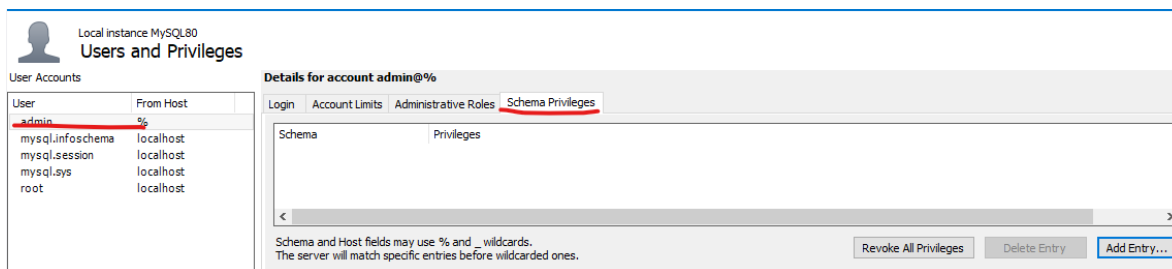 Local instance MySQL80
Users and Privileges
User Accounts
Details for account admin@%
User From Host
admin %
mysql.infoschema localhost
mysql.session localhost
mysql.sys localhost
root localhost
Login Account Limits Administrative Roles Schema Privileges
Schema Privileges
Schema and Host fields may use % and _ wildcards.
The server will match specific entries before wildcarded ones.
Revoke All Privileges Delete Entry Add Entry...